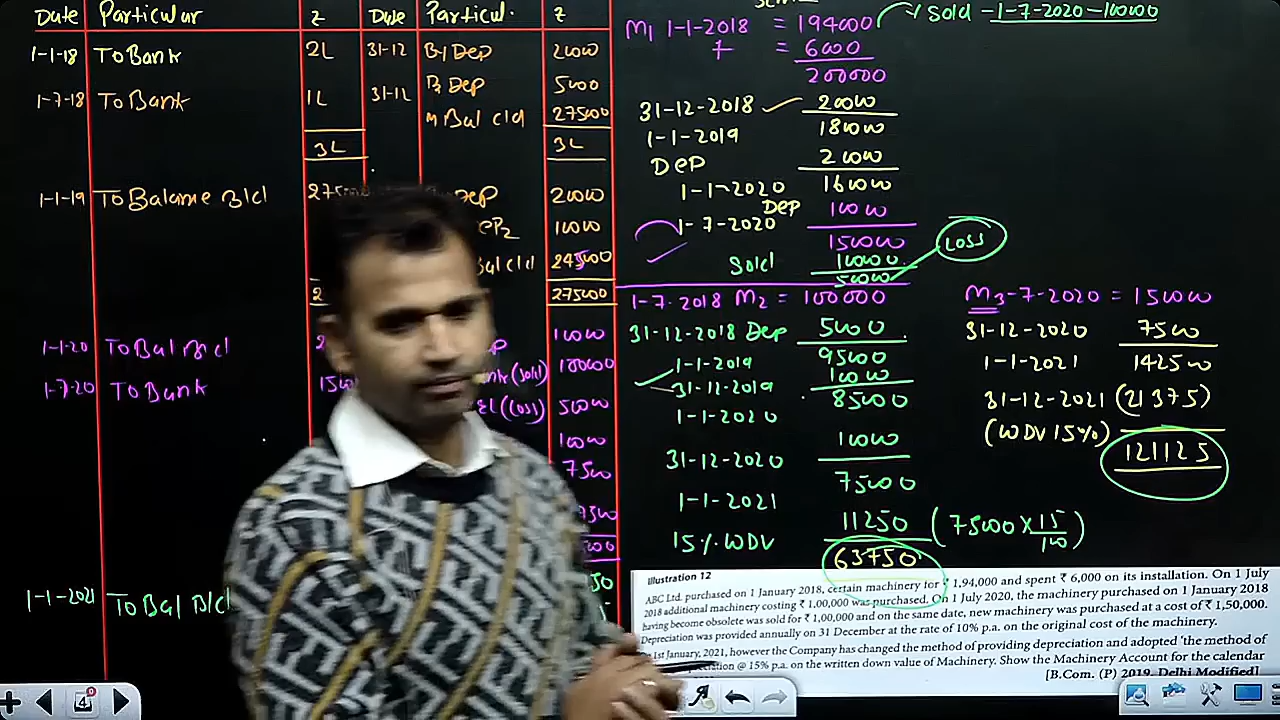 Date Particular ₹ Date Particul. ₹
1-1-18 To Bank 2L 31-12 By Dep 20000
1-7-18 To Bank 1L 31-12 By Dep 5000
Bal c/d 275000
3L 3L
1-1-19 To Balance B/d 275000 Dep 20000
10000
Bal c/d 245000
275000
1-1-20 To Bal B/d 10000
1-7-20 To Bank (sold) 100000
(Loss) 50000
10000
7500
1-1-2021 To Bal B/d
M1 1-1-2018 = 194000
+ = 6000
200000
Sold - 1-7-2020 - 100000
31-12-2018 20000
1-1-2019 180000
Dep 20000
1-1-2020 160000
Dep 10000
1-7-2020
150000
Sold 100000
50000
Loss
1-7-2018 M2 = 100000
31-12-2018 Dep 5000
1-1-2019 95000
31-12-2019 10000
1-1-2020 85000
10000
31-12-2020
75000
1-1-2021
15% WDV 11250 (75000 × 15/100)
63750
M3-7-2020 = 150000
31-12-2020 7500
1-1-2021 142500
31-12-2021 (21375)
(WDV 15%)
121125
Illustration 12
ABC Ltd. purchased on 1 January 2018, certain machinery for ₹ 1,94,000 and spent ₹ 6,000 on its installation. On 1 July
2018 additional machinery costing ₹ 1,00,000 was purchased. On 1 July 2020, the machinery purchased on 1 January 2018
having become obsolete was sold for ₹ 1,00,000 and on the same date, new machinery was purchased at a cost of ₹ 1,50,000.
Depreciation was provided annually on 31 December at the rate of 10% p.a. on the original cost of the machinery.
1st January, 2021, however the Company has changed the method of providing depreciation and adopted 'the method of
@ 15% p.a. on the written down value of Machinery. Show the Machinery Account for the calendar
[B.Com. (P) 2019, Delhi Modified]
4
0